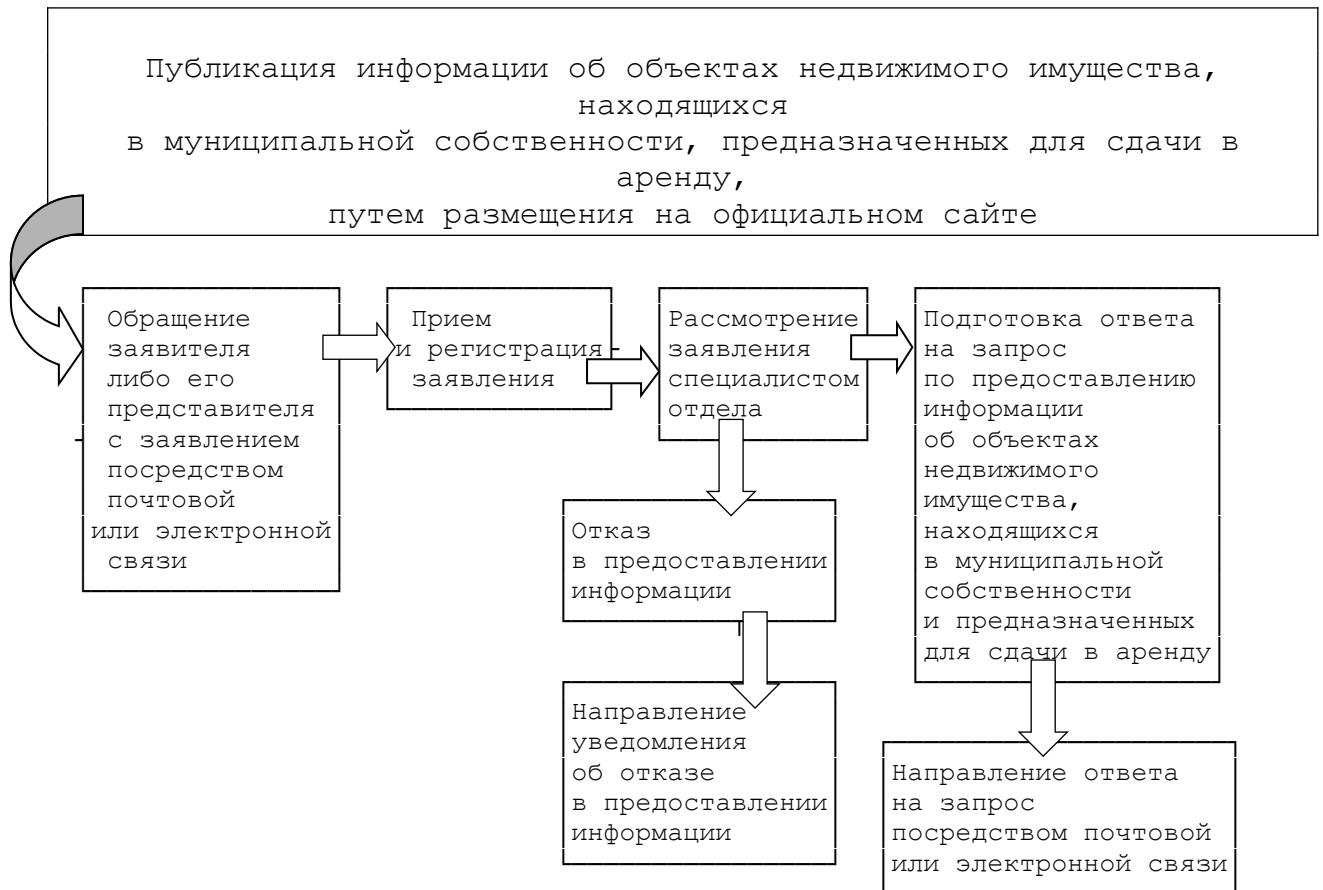 Публикация информации об объектах недвижимого имущества,
находящихся
в муниципальной собственности, предназначенных для сдачи в
аренду,
путем размещения на официальном сайте
Обращение
заявителя
либо его
представителя
с заявлением
посредством
почтовой
или электронной
связи
Прием
и регистрация
заявления
Рассмотрение
заявления
специалистом
отдела
Подготовка ответа
на запрос
по предоставлению
информации
об объектах
недвижимого
имущества,
находящихся
в муниципальной
собственности
и предназначенных
для сдачи в аренду
Отказ
в предоставлении
информации
Направление
уведомления
об отказе
в предоставлении
информации
Направление ответа
на запрос
посредством почтовой
или электронной связи